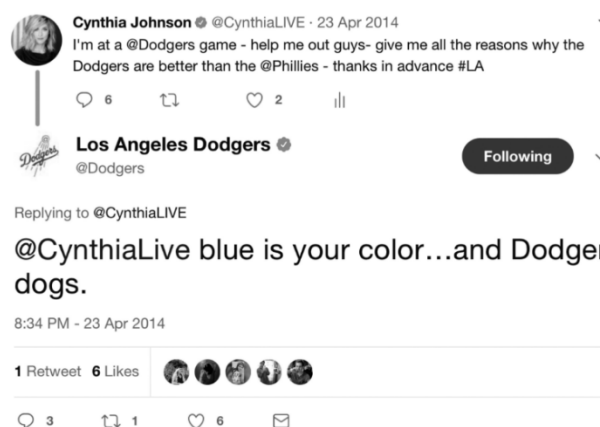 Cynthia Johnson @CynthiaLIVE · 23 Apr 2014
I'm at a @Dodgers game - help me out guys- give me all the reasons why the
Dodgers are better than the @Phillies - thanks in advance #LA
6 2
Dodgers
Los Angeles Dodgers
@Dodgers
Following
Replying to @CynthiaLIVE
@CynthiaLive blue is your color...and Dodge
dogs.
8:34 PM - 23 Apr 2014
1 Retweet 6 Likes
3 1 6